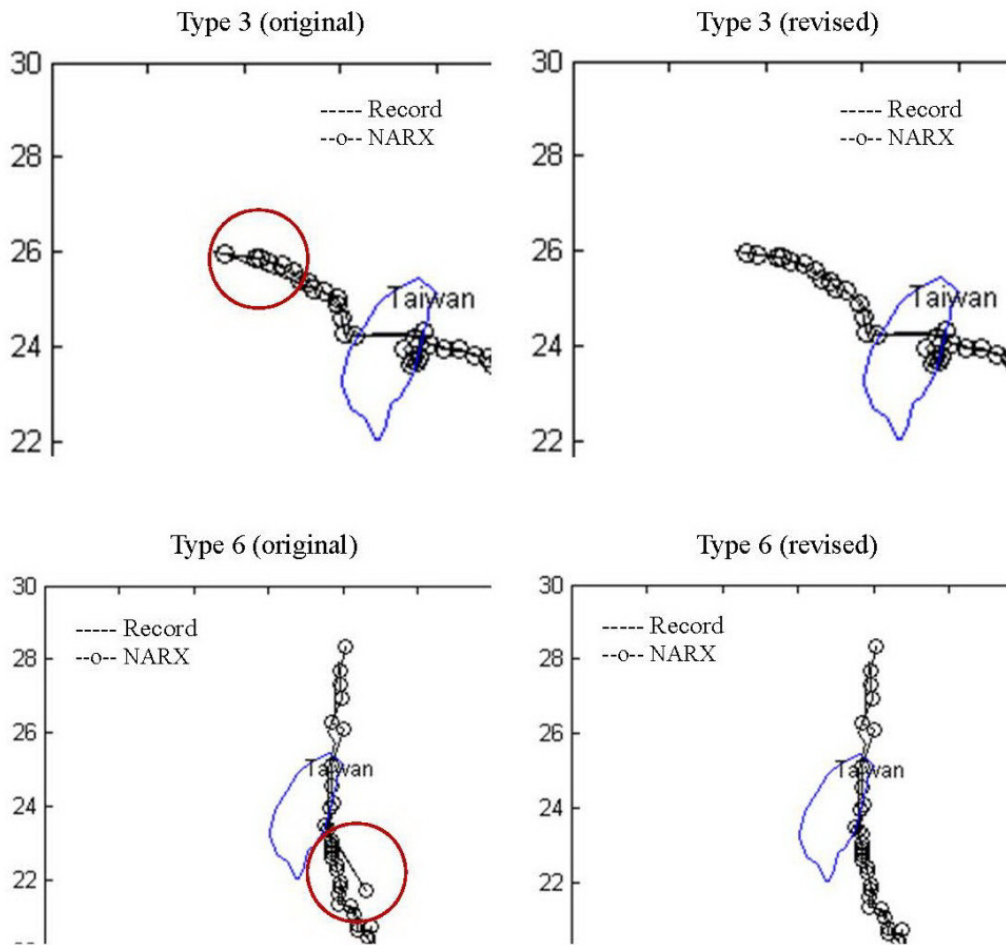 Type 3 (original)
30
28
26
24
22
----- Record
--o-- NARX
Taiwan
Type 3 (revised)
30
28
26
24
22
----- Record
--o-- NARX
Taiwan
Type 6 (original)
30
28
26
24
22
----- Record
--o-- NARX
Taiwan
Type 6 (revised)
30
28
26
24
22
----- Record
--o-- NARX
Taiwan